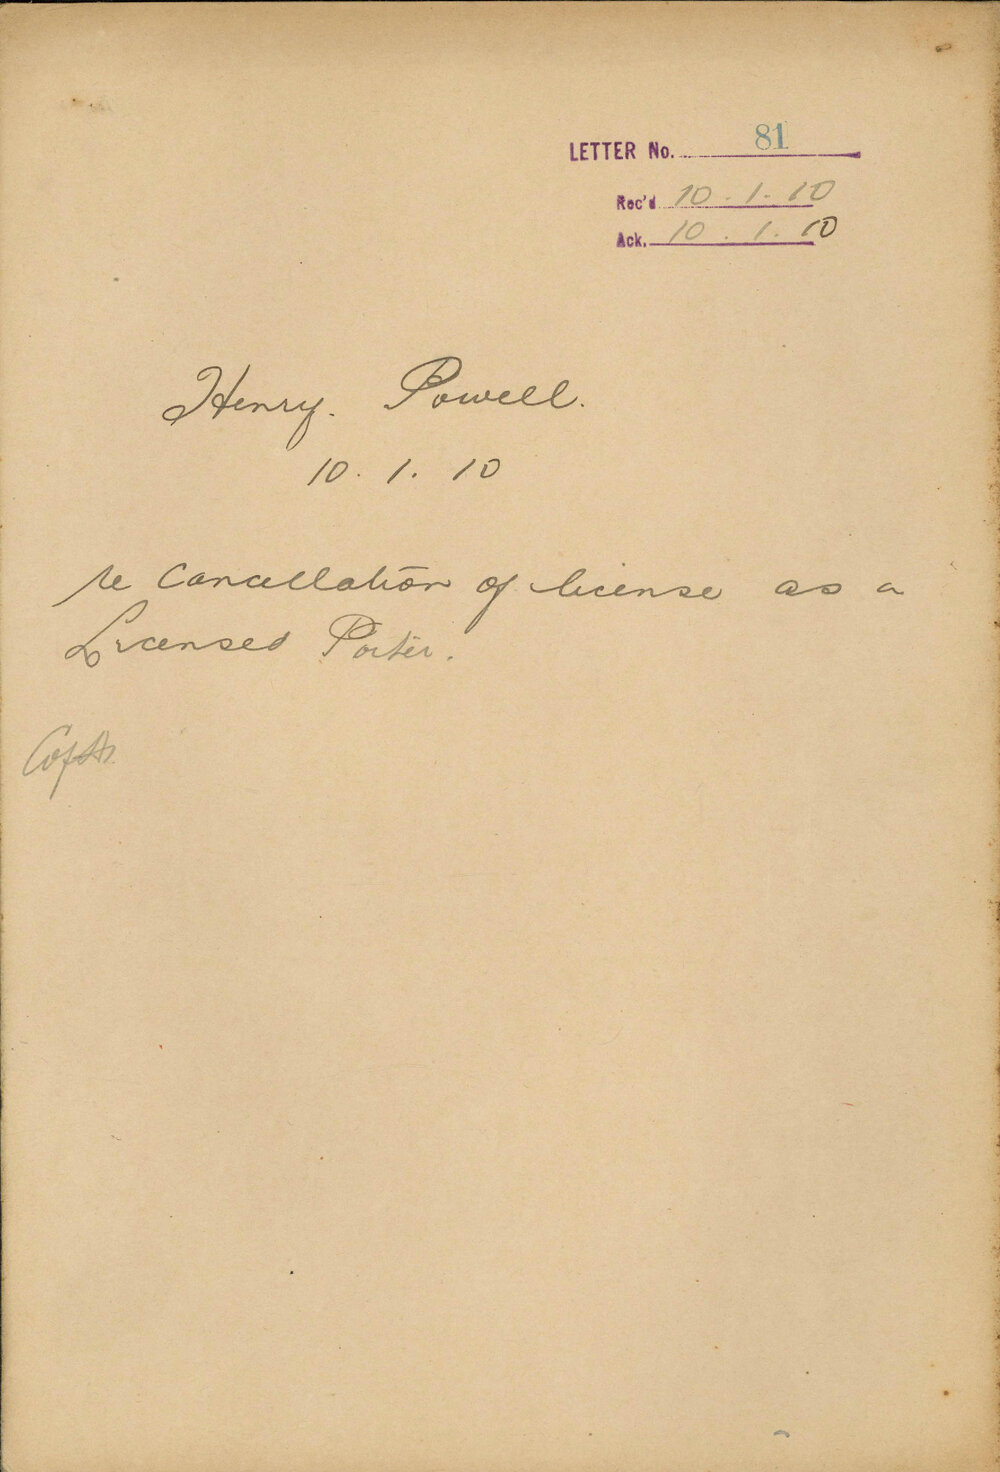 LETTER No. 81
Rec'd 10.1.10
Ack. 10.1.10
Henry. Powell.
10.1.10
re Cancellation of license as a
Licensed Porter.